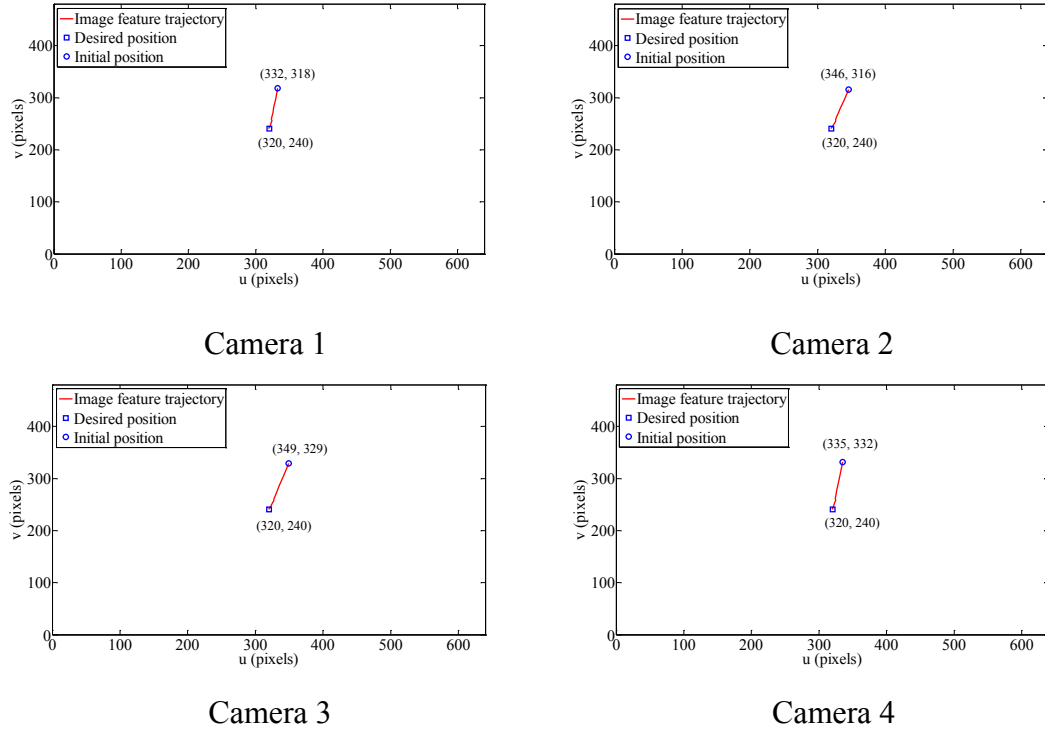 Image feature trajectory
Desired position
Initial position
(332, 318)
(320, 240)
v (pixels)
400
300
200
100
0
0 100 200 300 400 500 600
u (pixels)
Camera 1
Image feature trajectory
Desired position
Initial position
(346, 316)
(320, 240)
v (pixels)
400
300
200
100
0
0 100 200 300 400 500 600
u (pixels)
Camera 2
Image feature trajectory
Desired position
Initial position
(349, 329)
(320, 240)
v (pixels)
400
300
200
100
0
0 100 200 300 400 500 600
u (pixels)
Camera 3
Image feature trajectory
Desired position
Initial position
(335, 332)
(320, 240)
v (pixels)
400
300
200
100
0
0 100 200 300 400 500 600
u (pixels)
Camera 4